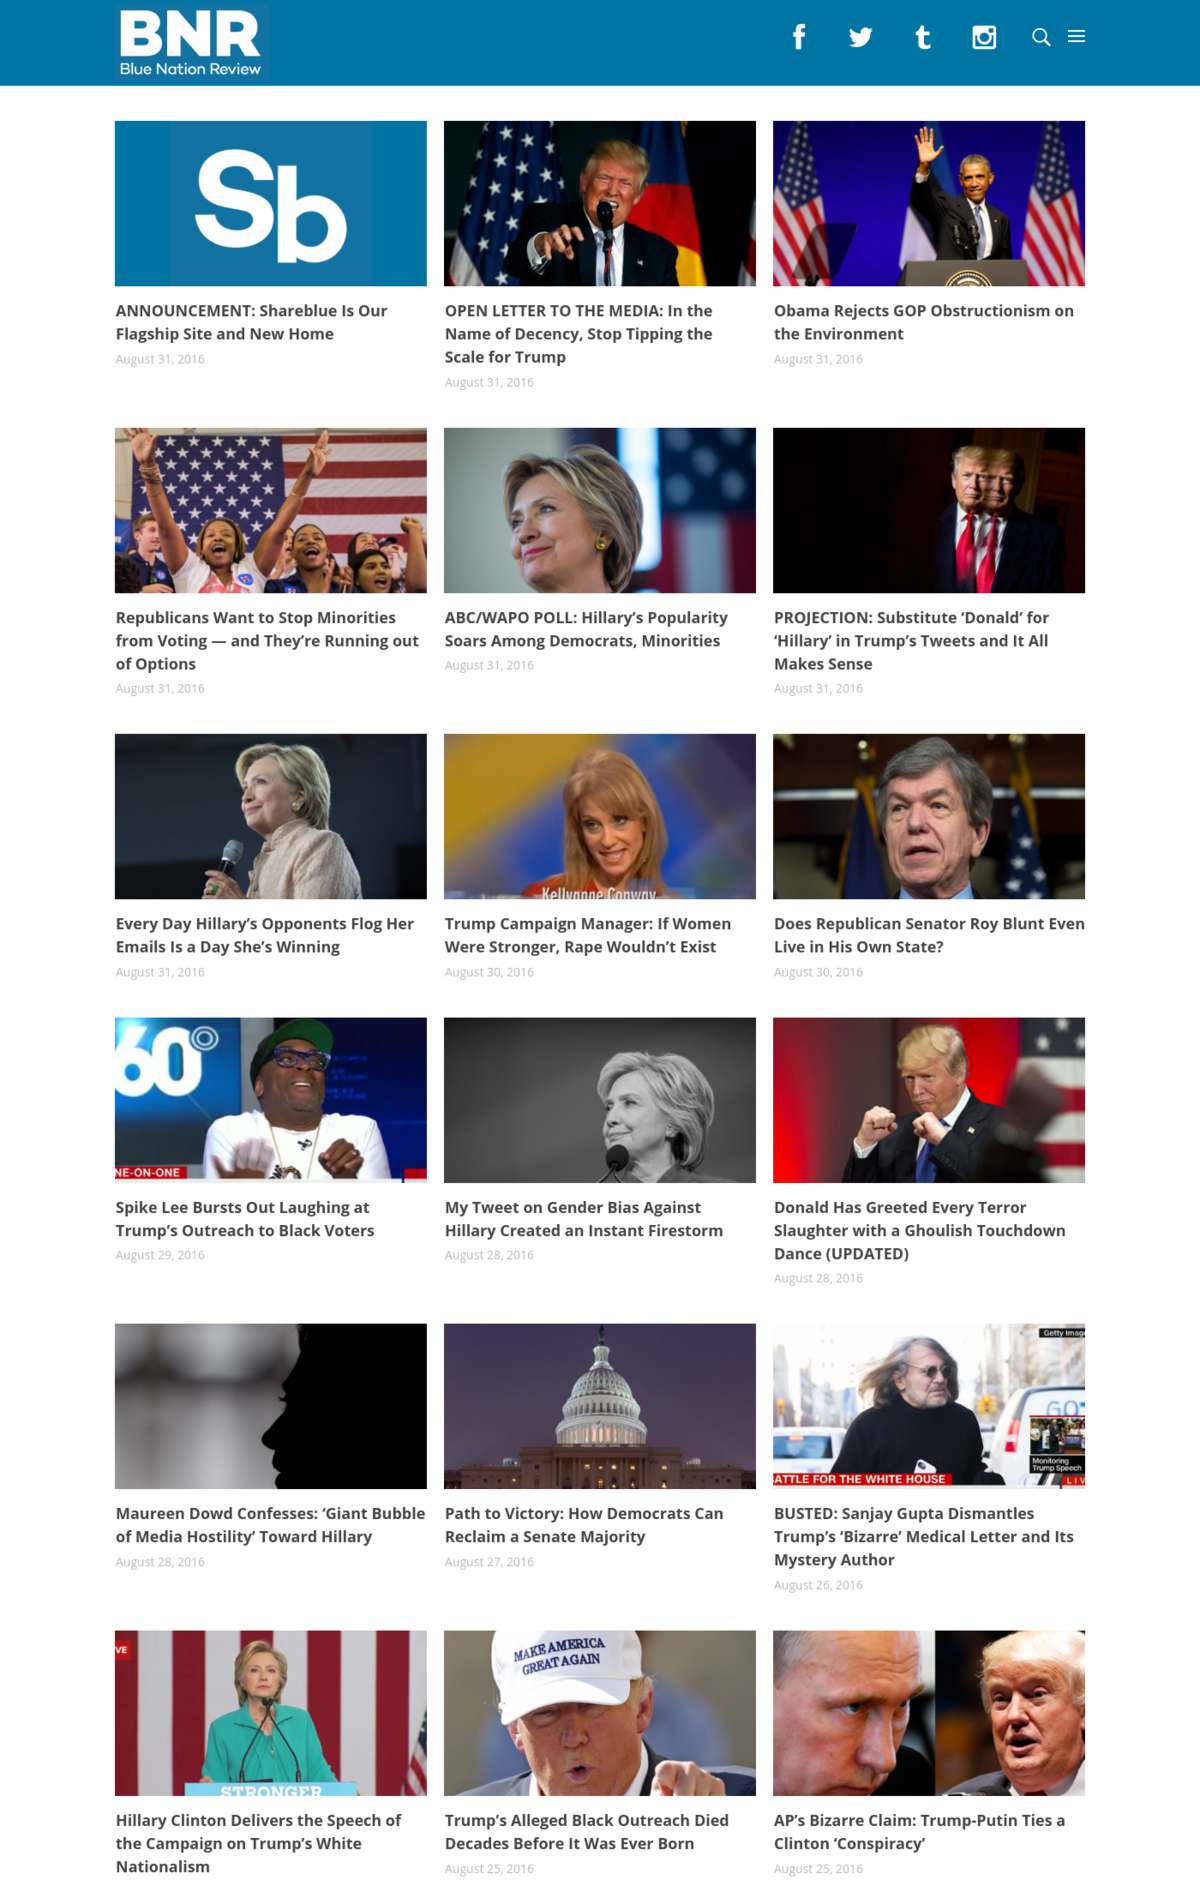 BNR
Blue Nation Review
Sb
ANNOUNCEMENT: Shareblue Is Our
Flagship Site and New Home
August 31, 2016
OPEN LETTER TO THE MEDIA: In the
Name of Decency, Stop Tipping the
Scale for Trump
August 31, 2016
Obama Rejects GOP Obstructionism on
the Environment
August 31, 2016
Republicans Want to Stop Minorities
from Voting — and They’re Running out
of Options
August 31, 2016
ABC/WAPO POLL: Hillary’s Popularity
Soars Among Democrats, Minorities
August 31, 2016
PROJECTION: Substitute ‘Donald’ for
‘Hillary’ in Trump’s Tweets and It All
Makes Sense
August 31, 2016
Every Day Hillary’s Opponents Flog Her
Emails Is a Day She’s Winning
August 31, 2016
Kellyanne Conway
Trump Campaign Manager: If Women
Were Stronger, Rape Wouldn’t Exist
August 30, 2016
Does Republican Senator Roy Blunt Even
Live in His Own State?
August 30, 2016
60°
NE-ON-ONE
Spike Lee Bursts Out Laughing at
Trump’s Outreach to Black Voters
August 29, 2016
My Tweet on Gender Bias Against
Hillary Created an Instant Firestorm
August 28, 2016
Donald Has Greeted Every Terror
Slaughter with a Ghoulish Touchdown
Dance (UPDATED)
August 28, 2016
Maureen Dowd Confesses: ‘Giant Bubble
of Media Hostility’ Toward Hillary
August 28, 2016
Path to Victory: How Democrats Can
Reclaim a Senate Majority
August 27, 2016
Getty Imag
GO
Monitoring
Trump Speech
ATTLE FOR THE WHITE HOUSE
LIV
BUSTED: Sanjay Gupta Dismantles
Trump’s ‘Bizarre’ Medical Letter and Its
Mystery Author
August 26, 2016
VE
STRONGER
Hillary Clinton Delivers the Speech of
the Campaign on Trump’s White
Nationalism
MAKE AMERICA
GREAT AGAIN
Trump’s Alleged Black Outreach Died
Decades Before It Was Ever Born
August 25, 2016
AP’s Bizarre Claim: Trump-Putin Ties a
Clinton ‘Conspiracy’
August 25, 2016